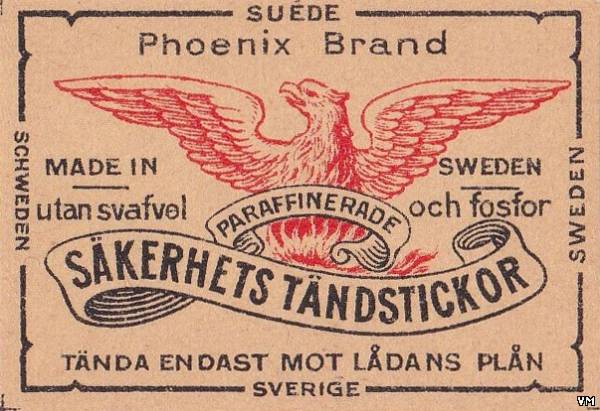 SUÈDE
Phoenix Brand
MADE IN SWEDEN
utan svafvel och fosfor
PARAFFINERADE
SÄKERHETS TÄNDSTICKOR
TÄNDA ENDAST MOT LÅDANS PLÅN
SVERIGE
SCHWEDEN
SWEDEN
VM